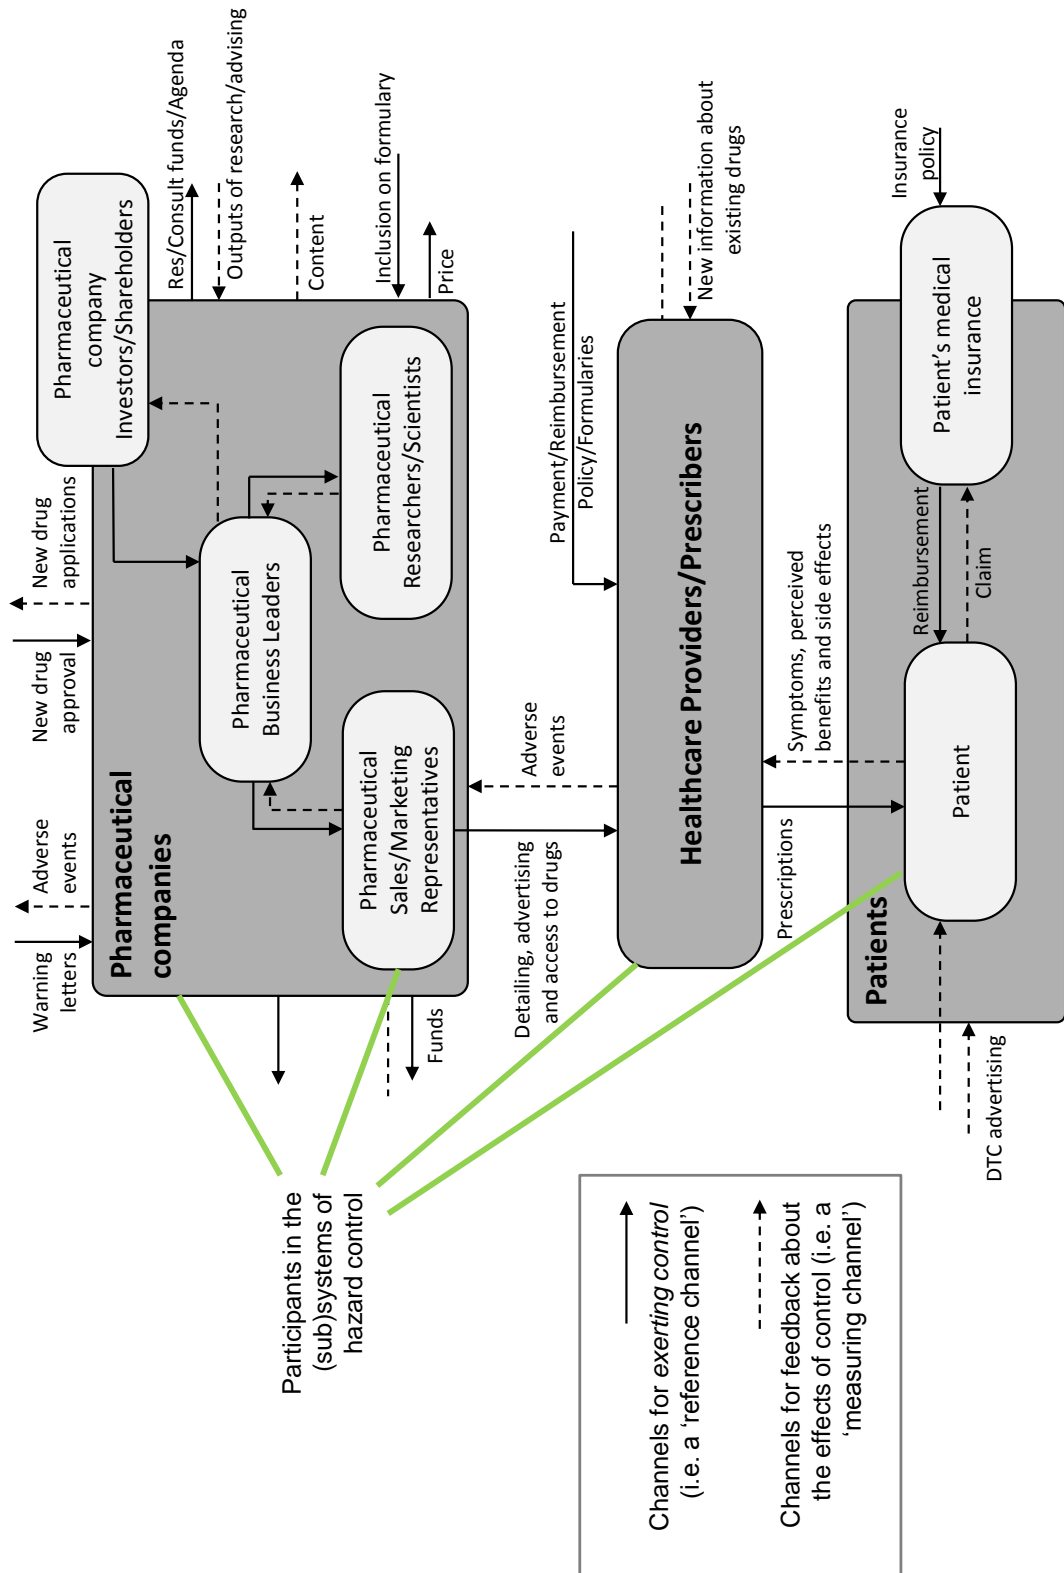 Warning
letters
Adverse
events
New drug
approval
New drug
applications
Pharmaceutical
companies
Pharmaceutical
company
Investors/Shareholders
Pharmaceutical
Business Leaders
Pharmaceutical
Sales/Marketing
Representatives
Pharmaceutical
Researchers/Scientists
Res/Consult funds/Agenda
Outputs of research/advising
Content
Inclusion on formulary
Price
Funds
Participants in the
(sub)systems of
hazard control
Detailing, advertising
and access to drugs
Adverse
events
Payment/Reimbursement
Policy/Formularies
New information about
existing drugs
Healthcare Providers/Prescribers
Prescriptions
Symptoms, perceived
benefits and side effects
Patients
Patient
Reimbursement
Claim
Patient’s medical
insurance
Insurance
policy
DTC advertising
Channels for exerting control
(i.e. a ‘reference channel’)
Channels for feedback about
the effects of control (i.e. a
‘measuring channel’)